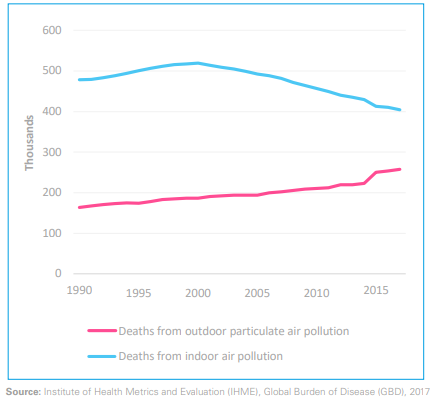 600
500
400
300
200
100
0
Thousands
1990 1995 2000 2005 2010 2015
Deaths from outdoor particulate air pollution
Deaths from indoor air pollution
Source: Institute of Health Metrics and Evaluation (IHME), Global Burden of Disease (GBD), 2017